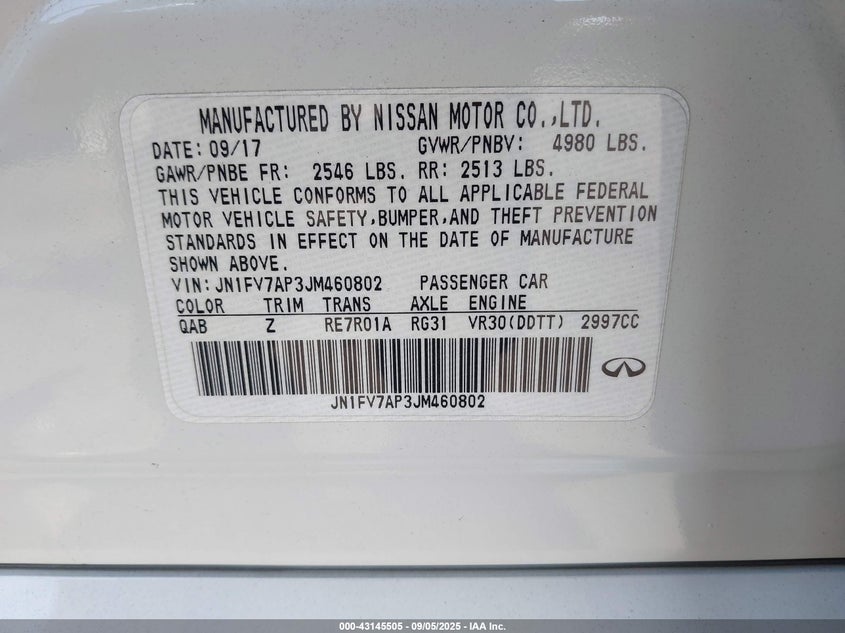 MANUFACTURED BY NISSAN MOTOR CO.,LTD.
DATE: 09/17 GVWR/PNBV: 4980 LBS.
GAWR/PNBE FR: 2546 LBS. RR: 2513 LBS.
THIS VEHICLE CONFORMS TO ALL APPLICABLE FEDERAL
MOTOR VEHICLE SAFETY,BUMPER,AND THEFT PREVENTION
STANDARDS IN EFFECT ON THE DATE OF MANUFACTURE
SHOWN ABOVE.
VIN: JN1FV7AP3JM460802 PASSENGER CAR
COLOR TRIM TRANS AXLE ENGINE
QAB Z RE7R01A RG31 VR30(DDTT) 2997CC
JN1FV7AP3JM460802
000-43145505 - 09/05/2025 - IAA Inc.